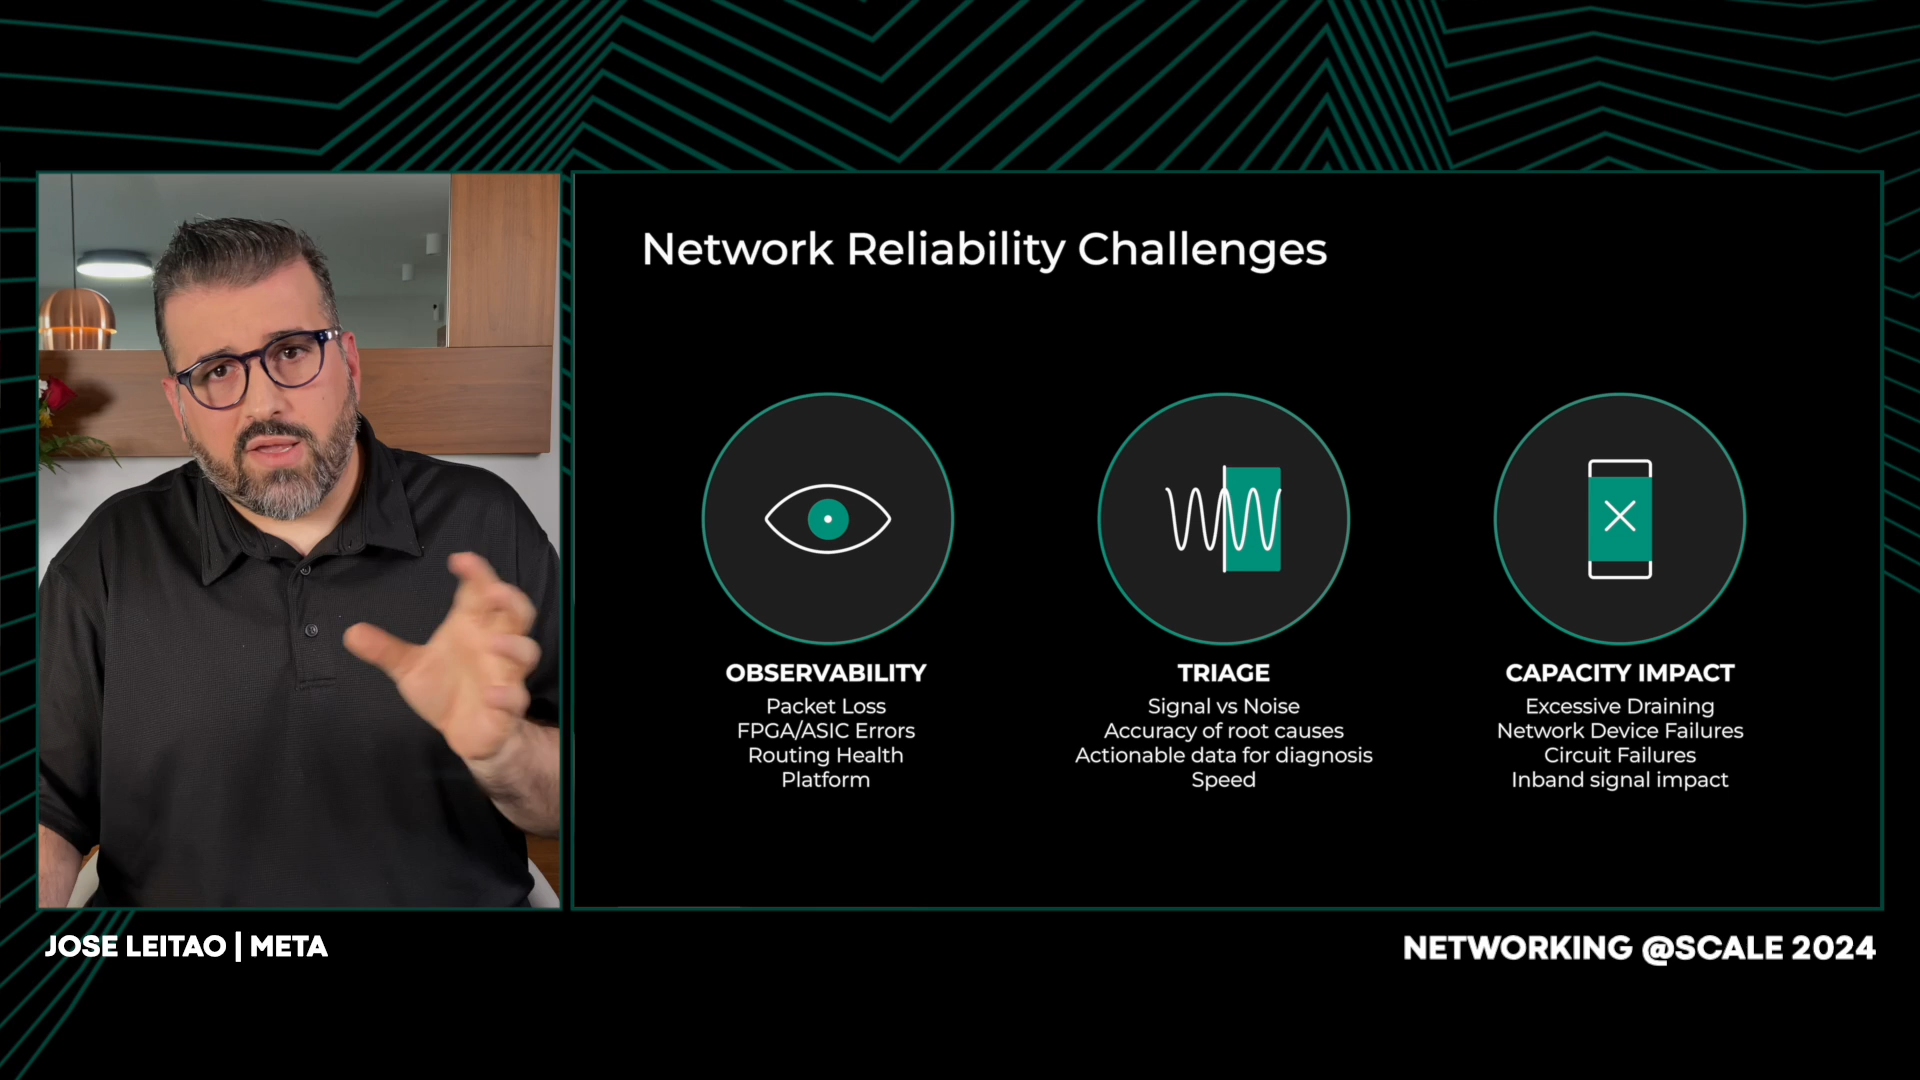 Network Reliability Challenges
OBSERVABILITY
Packet Loss
FPGA/ASIC Errors
Routing Health
Platform
TRIAGE
Signal vs Noise
Accuracy of root causes
Actionable data for diagnosis
Speed
CAPACITY IMPACT
Excessive Draining
Network Device Failures
Circuit Failures
Inband signal impact
JOSE LEITAO | META
NETWORKING @SCALE 2024